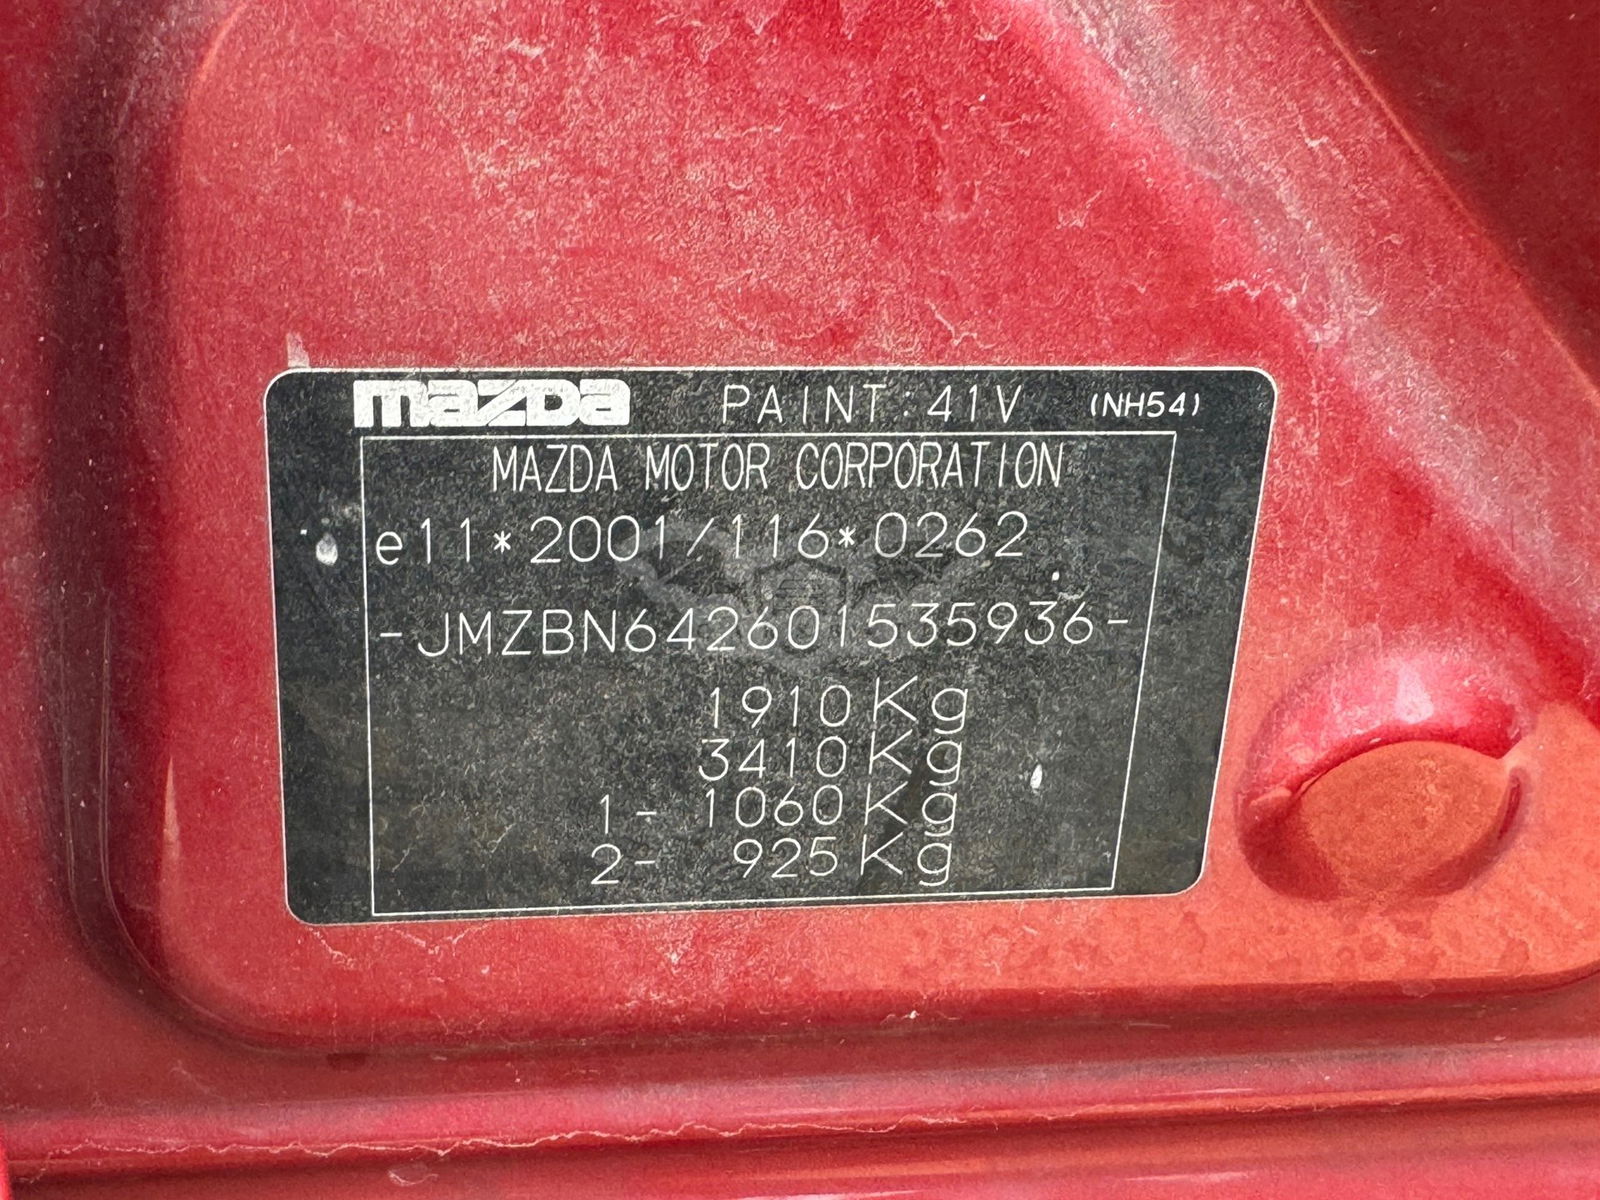 mazda PAINT: 41V (NH54)
MAZDA MOTOR CORPORATION
e11*2001/116*0262
-JMZBN642601535936-
1910Kg
3410Kg
1- 1060Kg
2- 925Kg